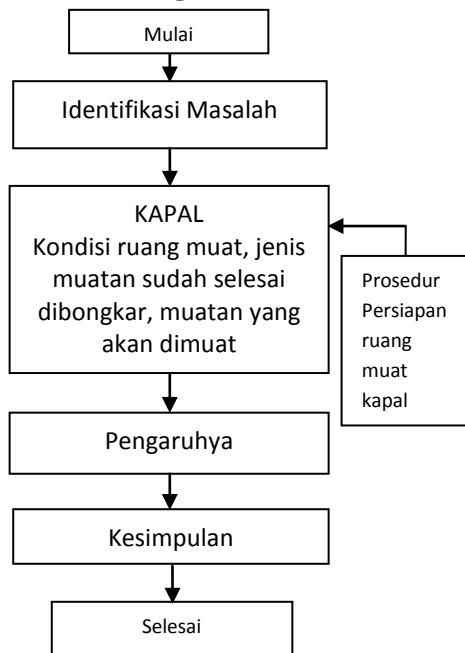 Mulai
Identifikasi Masalah
KAPAL
Kondisi ruang muat, jenis
muatan sudah selesai
dibongkar, muatan yang
akan dimuat
Prosedur
Persiapan
ruang
muat
kapal
Pengaruhya
Kesimpulan
Selesai